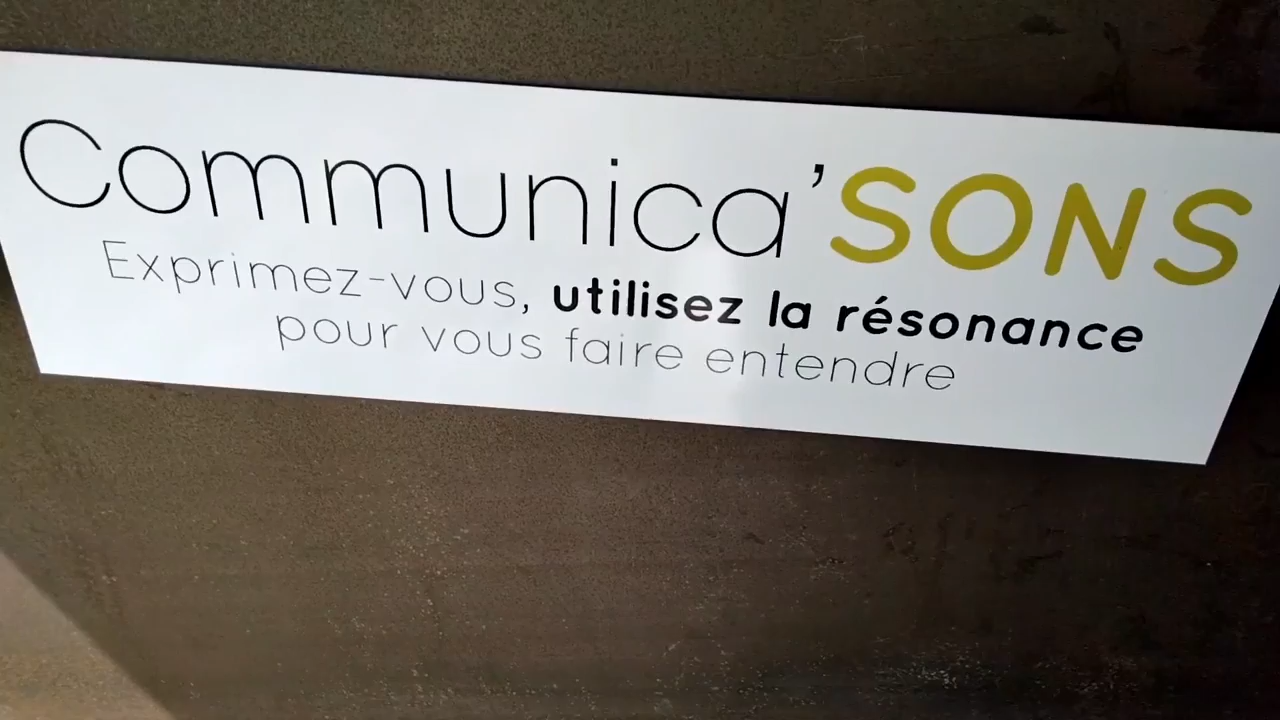 Communica'SONS
Exprimez-vous, utilisez la résonance
pour vous faire entendre